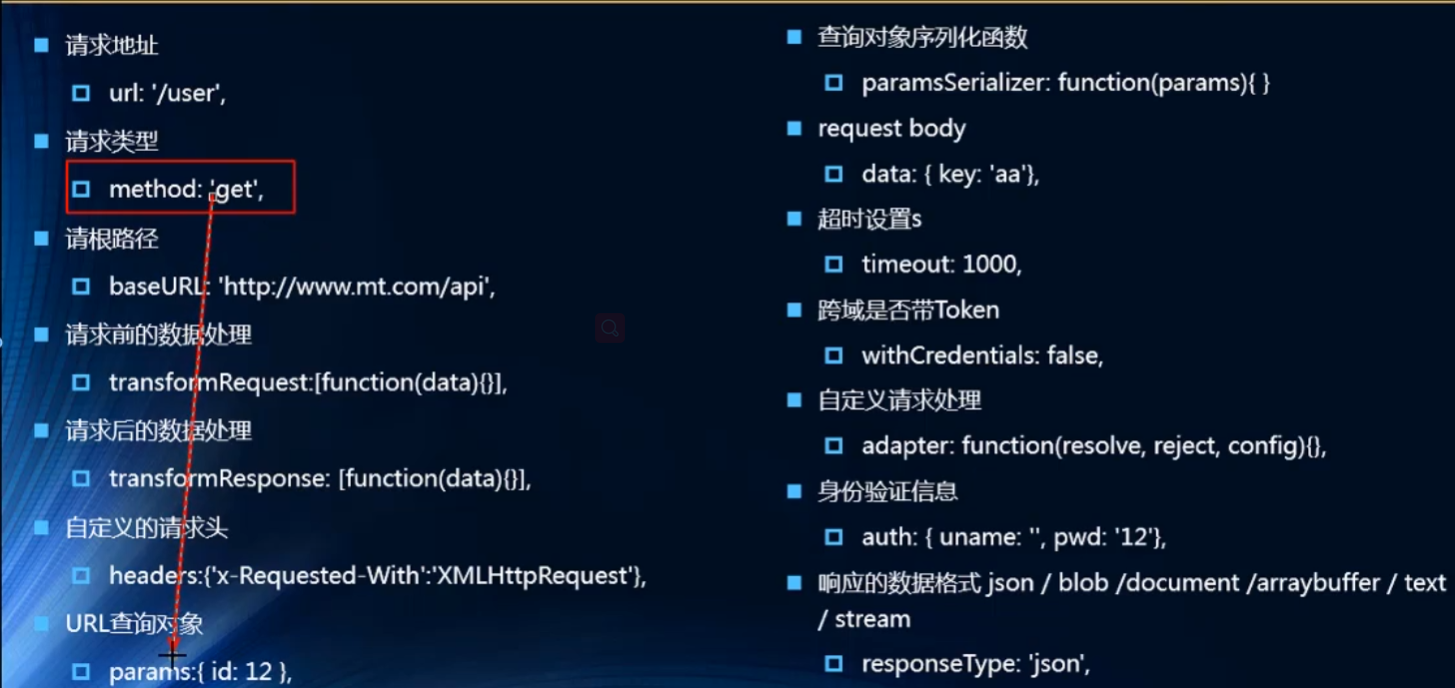 请求地址
url: '/user',
请求类型
method: 'get',
请根路径
baseURL: 'http://www.mt.com/api',
请求前的数据处理
transformRequest:[function(data){}],
请求后的数据处理
transformResponse: [function(data){}],
自定义的请求头
headers:{'x-Requested-With':'XMLHttpRequest'},
URL查询对象
params:{ id: 12 },
查询对象序列化函数
paramsSerializer: function(params){ }
request body
data: { key: 'aa'},
超时设置s
timeout: 1000,
跨域是否带Token
withCredentials: false,
自定义请求处理
adapter: function(resolve, reject, config){},
身份验证信息
auth: { uname: '', pwd: '12'},
响应的数据格式 json / blob /document /arraybuffer / text
/ stream
responseType: 'json',